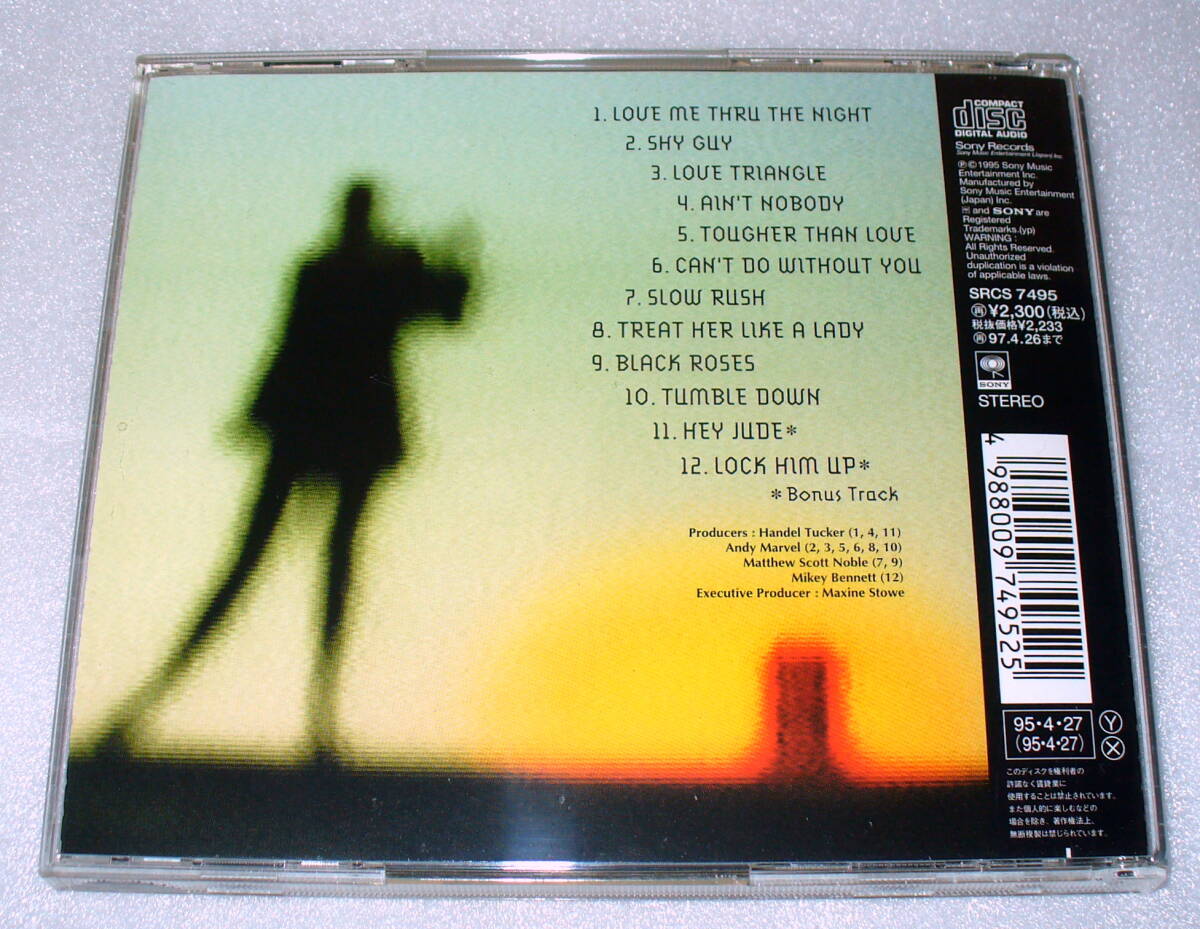 1. LOVE ME THRU THE NIGHT
2. SHY GUY
3. LOVE TRIANGLE
4. AIN'T NOBODY
5. TOUGHER THAN LOVE
6. CAN'T DO WITHOUT YOU
7. SLOW RUSH
8. TREAT HER LIKE A LADY
9. BLACK ROSES
10. TUMBLE DOWN
11. HEY JUDE*
12. LOCK HIM UP*
* Bonus Track
Producers : Handel Tucker (1, 4, 11)
Andy Marvel (2, 3, 5, 6, 8, 10)
Matthew Scott Noble (7, 9)
Mikey Bennett (12)
Executive Producer : Maxine Stowe
COMPACT
disc
DIGITAL AUDIO
Sony Records
Sony Music Entertainment (Japan) Inc.
Ⓟ©1995 Sony Music
Entertainment Inc.
Manufactured by
Sony Music Entertainment
(Japan) Inc.
and SONY are
Registered
Trademarks.(yp)
WARNING :
All Rights Reserved.
Unauthorized
duplication is a violation
of applicable laws.
SRCS 7495
㊢¥2,300(税込)
税抜価格¥2,233
㊢97.4.26まで
SONY
STEREO
4 988009 749525
95・4・27
(95・4・27)
Ⓨ
Ⓧ
このディスクを権利者の
許諾なく賃貸業に
使用することは禁止されています。
また個人的に楽しむなどの
場合を除き、著作権法上、
無断複製は禁じられています。